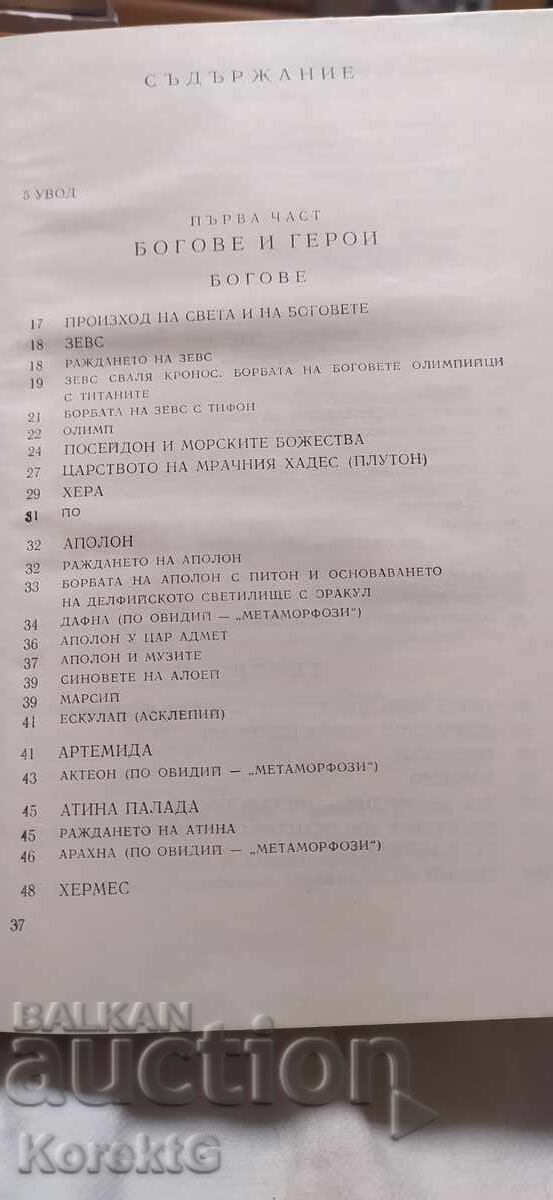 СЪДЪРЖАНИЕ
5 УВОД
ПЪРВА ЧАСТ
БОГОВЕ И ГЕРОИ
БОГОВЕ
17 ПРОИЗХОД НА СВЕТА И НА БОГОВЕТЕ
18 ЗЕВС
18 РАЖДАНЕТО НА ЗЕВС
19 ЗЕВС СВАЛЯ КРОНОС. БОРБАТА НА БОГОВЕТЕ ОЛИМПИЙЦИ
С ТИТАНИТЕ
21 БОРБАТА НА ЗЕВС С ТИФОН
22 ОЛИМП
24 ПОСЕЙДОН И МОРСКИТЕ БОЖЕСТВА
27 ЦАРСТВОТО НА МРАЧНИЯ ХАДЕС (ПЛУТОН)
29 ХЕРА
31 ПО
32 АПОЛОН
32 РАЖДАНЕТО НА АПОЛОН
33 БОРБАТА НА АПОЛОН С ПИТОН И ОСНОВАВАНЕТО
НА ДЕЛФИЙСКОТО СВЕТИЛИЩЕ С ЭРАКУЛ
34 ДАФНА (ПО ОВИДИЙ — „МЕТАМОРФОЗИ")
36 АПОЛОН У ЦАР АДМЕТ
37 АПОЛОН И МУЗИТЕ
39 СИНОВЕТЕ НА АЛОЕЙ
39 МАРСИЙ
41 ЕСКУЛАП (АСКЛЕПИЙ)
41 АРТЕМИДА
43 АКТЕОН (ПО ОВИДИЙ — „МЕТАМОРФОЗИ")
45 АТИНА ПАЛАДА
45 РАЖДАНЕТО НА АТИНА
46 АРАХНА (ПО ОВИДИЙ — „МЕТАМОРФОЗИ")
48 ХЕРМЕС
37
BALKAN
auction
KorektG